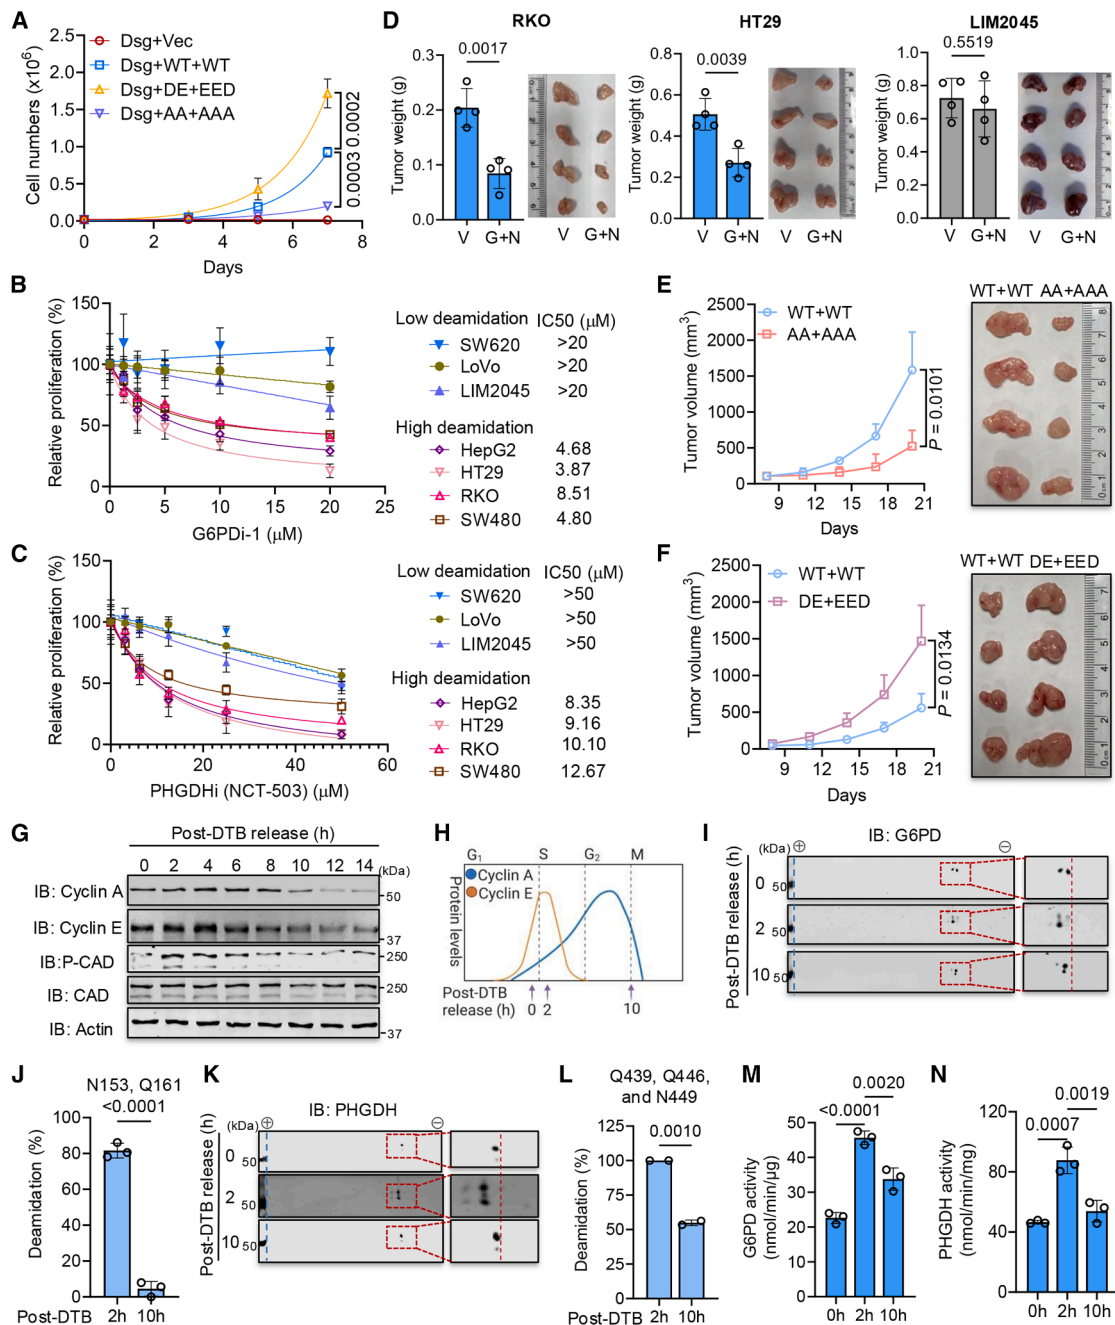 A
Cell numbers (x10⁶)
2.5
2.0
1.5
1.0
0.5
0.0
0 2 4 6 8
Days
Dsg+Vec
Dsg+WT+WT
Dsg+DE+EED
Dsg+AA+AAA
0.0002
0.0003
D
RKO
Tumor weight (g)
0.3
0.2
0.1
0.0
0.0017
V G+N
V G+N
HT29
Tumor weight (g)
0.8
0.6
0.4
0.2
0.0
0.0039
V G+N
V G+N
LIM2045
Tumor weight (g)
1.0
0.8
0.6
0.4
0.2
0.0
0.5519
V G+N
V G+N
B
Relative proliferation (%)
150
100
50
0
0 5 10 15 20 25
G6PDi-1 (μM)
Low deamidation IC50 (μM)
SW620 >20
LoVo >20
LIM2045 >20
High deamidation
HepG2 4.68
HT29 3.87
RKO 8.51
SW480 4.80
E
Tumor volume (mm³)
2500
2000
1500
1000
500
0
9 12 15 18 21
Days
WT+WT
AA+AAA
P = 0.0101
WT+WT AA+AAA
C
Relative proliferation (%)
150
100
50
0
0 20 40 60
PHGDHi (NCT-503) (μM)
Low deamidation IC50 (μM)
SW620 >50
LoVo >50
LIM2045 >50
High deamidation
HepG2 8.35
HT29 9.16
RKO 10.10
SW480 12.67
F
Tumor volume (mm³)
2500
2000
1500
1000
500
0
9 12 15 18 21
Days
WT+WT
DE+EED
P = 0.0134
WT+WT DE+EED
G
Post-DTB release (h)
0 2 4 6 8 10 12 14
(kDa)
IB: Cyclin A
50
IB: Cyclin E
37
IB:P-CAD
250
IB: CAD
250
IB: Actin
37
H
G₁ S G₂ M
Protein levels
Cyclin A
Cyclin E
Post-DTB
release (h) 0 2 10
I
IB: G6PD
(kDa)
Post-DTB release (h)
0 50
2 50
10 50
J
N153, Q161
<0.0001
Deamidation (%)
100
80
60
40
20
0
Post-DTB 2h 10h
K
IB: PHGDH
(kDa)
Post-DTB release (h)
0 50
2 50
10 50
L
Q439, Q446,
and N449
0.0010
Deamidation (%)
150
125
100
75
50
25
0
Post-DTB 2h 10h
M
0.0020
<0.0001
G6PD activity
(nmol/min/μg)
50
40
30
20
10
0
0h 2h 10h
N
0.0019
0.0007
PHGDH activity
(nmol/min/mg)
120
80
40
0
0h 2h 10h